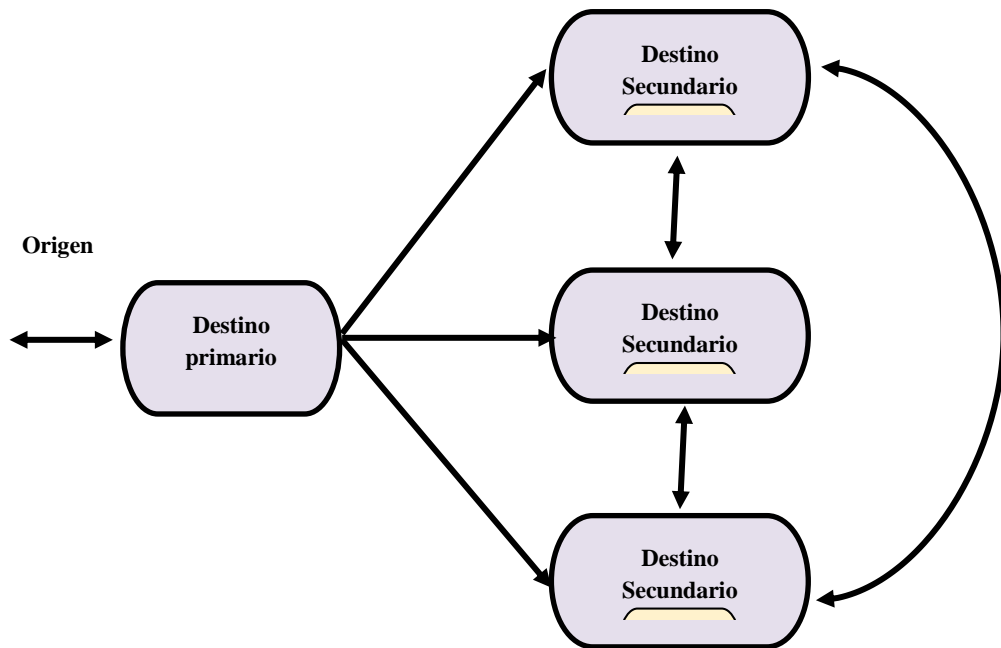 Destino
Secundario
Origen
Destino
primario
Destino
Secundario
Destino
Secundario